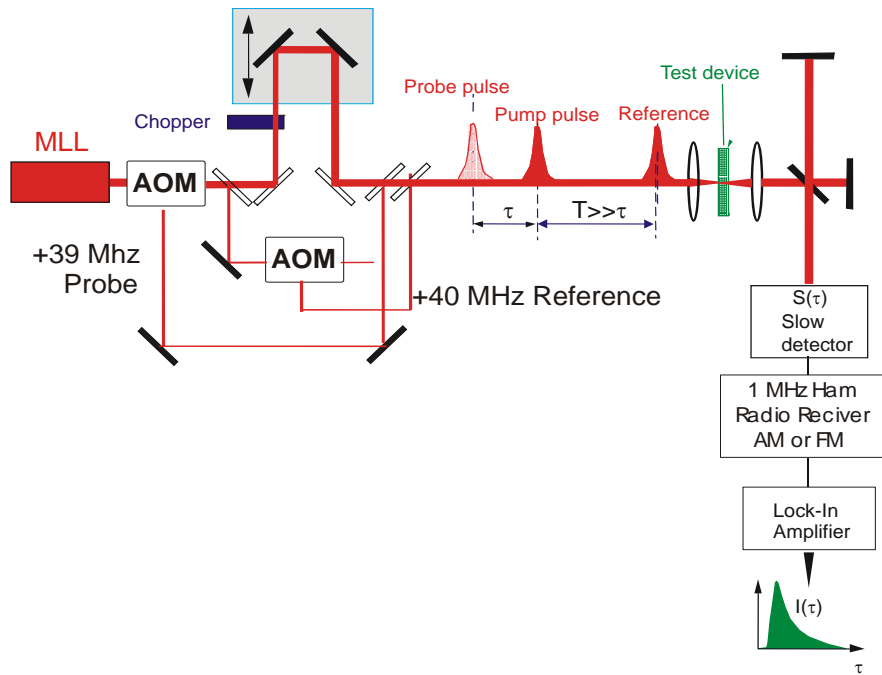 Test device
Probe pulse
Pump pulse
Reference
Chopper
MLL
AOM
τ
T>>τ
+39 Mhz
Probe
AOM
+40 MHz Reference
S(τ)
Slow
detector
1 MHz Ham
Radio Reciver
AM or FM
Lock-In
Amplifier
I(τ)
τ